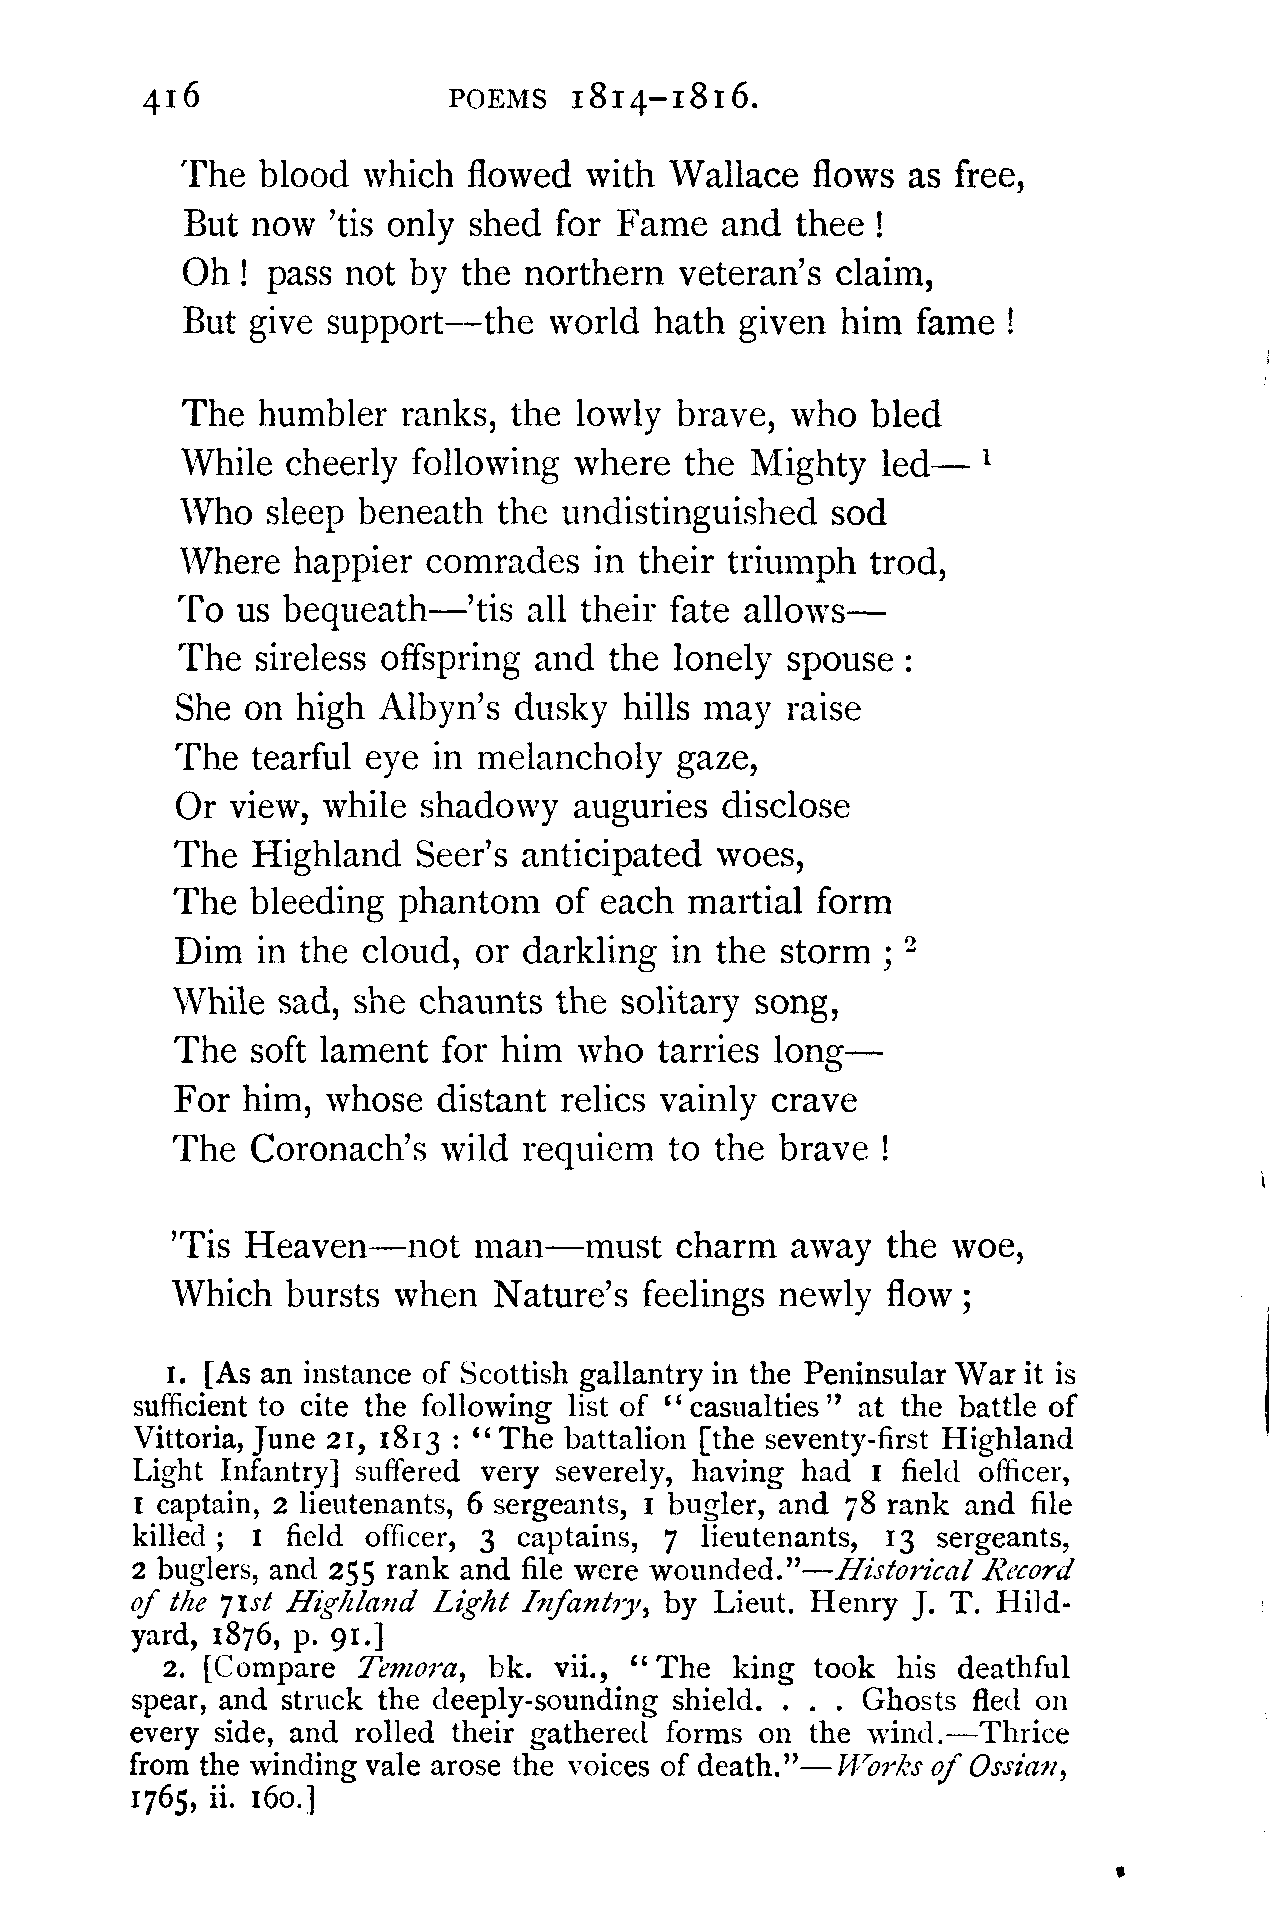 416 POEMS 1814–1816.
The blood which flowed with Wallace flows as free,
But now 'tis only shed for Fame and thee !
Oh ! pass not by the northern veteran's claim,
But give support—the world hath given him fame !
The humbler ranks, the lowly brave, who bled
While cheerly following where the Mighty led— 1
Who sleep beneath the undistinguished sod
Where happier comrades in their triumph trod,
To us bequeath—'tis all their fate allows—
The sireless offspring and the lonely spouse :
She on high Albyn's dusky hills may raise
The tearful eye in melancholy gaze,
Or view, while shadowy auguries disclose
The Highland Seer's anticipated woes,
The bleeding phantom of each martial form
Dim in the cloud, or darkling in the storm ; 2
While sad, she chaunts the solitary song,
The soft lament for him who tarries long—
For him, whose distant relics vainly crave
The Coronach's wild requiem to the brave !
'Tis Heaven—not man—must charm away the woe,
Which bursts when Nature's feelings newly flow ;
1. [As an instance of Scottish gallantry in the Peninsular War it is
sufficient to cite the following list of "casualties" at the battle of
Vittoria, June 21, 1813 : "The battalion [the seventy-first Highland
Light Infantry] suffered very severely, having had 1 field officer,
1 captain, 2 lieutenants, 6 sergeants, 1 bugler, and 78 rank and file
killed ; 1 field officer, 3 captains, 7 lieutenants, 13 sergeants,
2 buglers, and 255 rank and file were wounded."—Historical Record
of the 71st Highland Light Infantry, by Lieut. Henry J. T. Hild-
yard, 1876, p. 91.]
2. [Compare Temora, bk. vii., "The king took his deathful
spear, and struck the deeply-sounding shield. . . . Ghosts fled on
every side, and rolled their gathered forms on the wind.—Thrice
from the winding vale arose the voices of death."—Works of Ossian,
1765, ii. 160.]